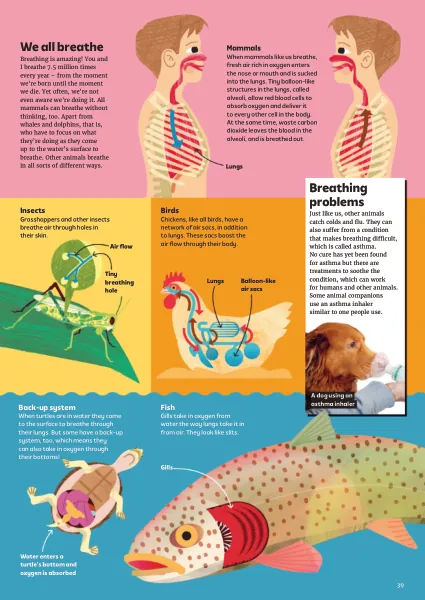 We all breathe
Breathing is amazing! You and
I breathe 7.5 million times
every year – from the moment
we're born until the moment
we die. Yet often, we're not
even aware we're doing it. All
mammals can breathe without
thinking, too. Apart from
whales and dolphins, that is,
who have to focus on what
they're doing as they come
up to the water's surface to
breathe. Other animals breathe
in all sorts of different ways.
Mammals
When mammals like us breathe,
fresh air rich in oxygen enters
the nose or mouth and is sucked
into the lungs. Tiny balloon-like
structures in the lungs, called
alveoli, allow red blood cells to
absorb oxygen and deliver it
to every other cell in the body.
At the same time, waste carbon
dioxide leaves the blood in the
alveoli, and is breathed out.
Lungs
Insects
Grasshoppers and other insects
breathe air through holes in
their skin.
Air flow
Tiny
breathing
hole
Birds
Chickens, like all birds, have a
network of air sacs, in addition
to lungs. These sacs boost the
air flow through their body.
Lungs
Balloon-like
air sacs
Breathing
problems
Just like us, other animals
catch colds and flu. They can
also suffer from a condition
that makes breathing difficult,
which is called asthma.
No cure has yet been found
for asthma but there are
treatments to soothe the
condition, which can work
for humans and other animals.
Some animal companions
use an asthma inhaler
similar to one people use.
A dog using an
asthma inhaler
Back-up system
When turtles are in water they come
to the surface to breathe through
their lungs. But some have a back-up
system, too, which means they
can also take in oxygen through
their bottoms!
Water enters a
turtle's bottom and
oxygen is absorbed
Fish
Gills take in oxygen from
water the way lungs take it in
from air. They look like slits.
Gills
39